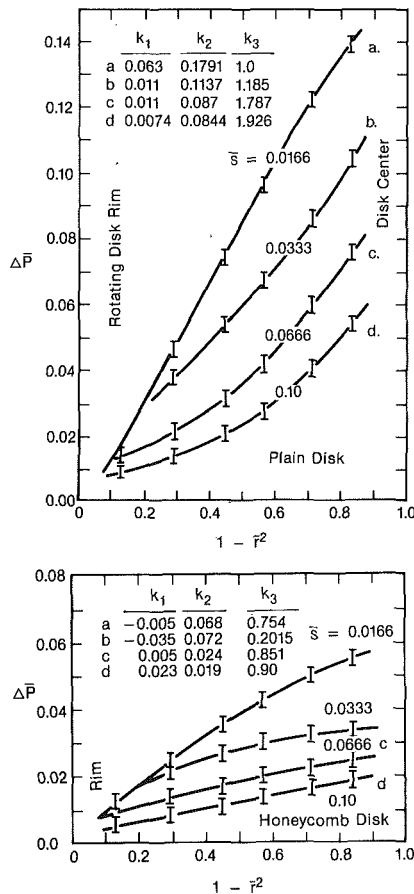 0.14
0.12
0.10
0.08
ΔP̄
0.06
0.04
0.02
0.00
k1 k2 k3
a 0.063 0.1791 1.0
b 0.011 0.1137 1.185
c 0.011 0.087 1.787
d 0.0074 0.0844 1.926
a.
s̄ = 0.0166
b.
0.0333
c.
0.0666
d.
0.10
Rotating Disk Rim
Disk Center
Plain Disk
0 0.2 0.4 0.6 0.8 1.0
1 − r̄²
0.08
0.06
ΔP̄
0.04
0.02
0.00
k1 k2 k3
a −0.005 0.068 0.754
b −0.035 0.072 0.2015
c 0.005 0.024 0.851
d 0.023 0.019 0.90
s̄ = 0.0166
0.0333
0.0666 c
d
0.10
Rim
Honeycomb Disk
0 0.2 0.4 0.6 0.8 1.0
1 − r̄²